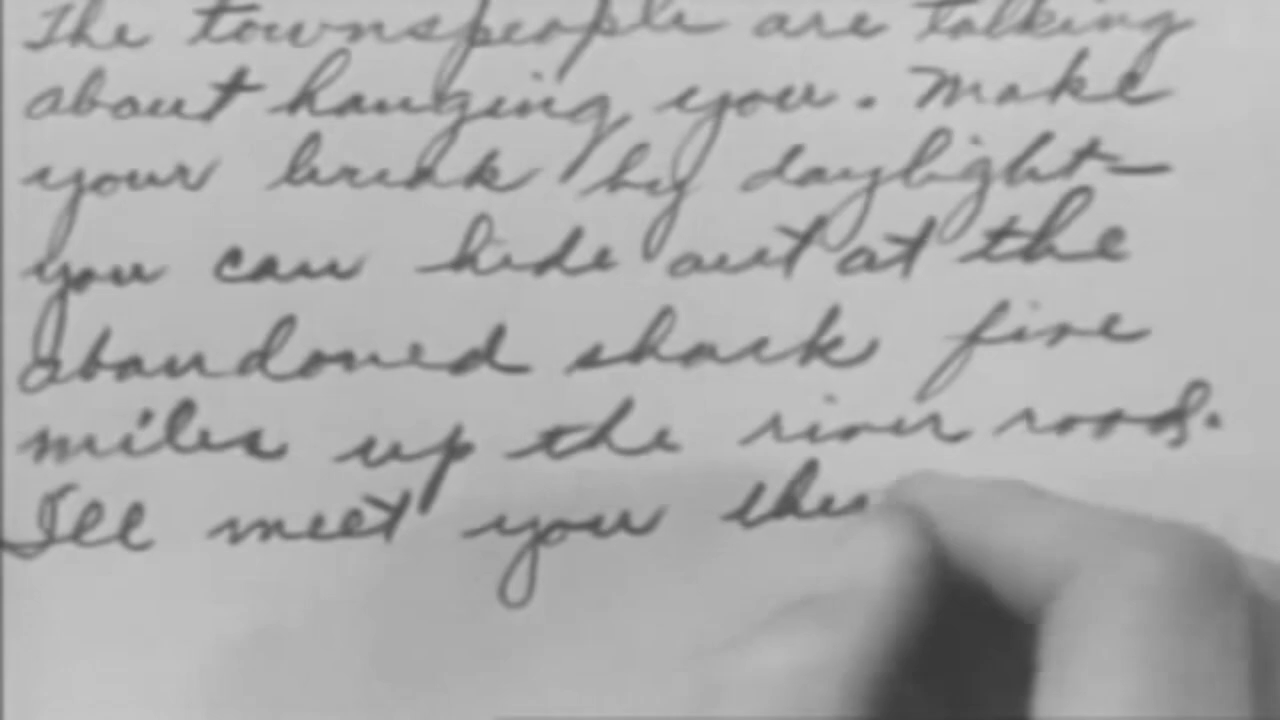 The townspeople are talking
about hanging you. Make
your break by daylight—
you can hide out at the
abandoned shack five
miles up the river road.
I'll meet you the